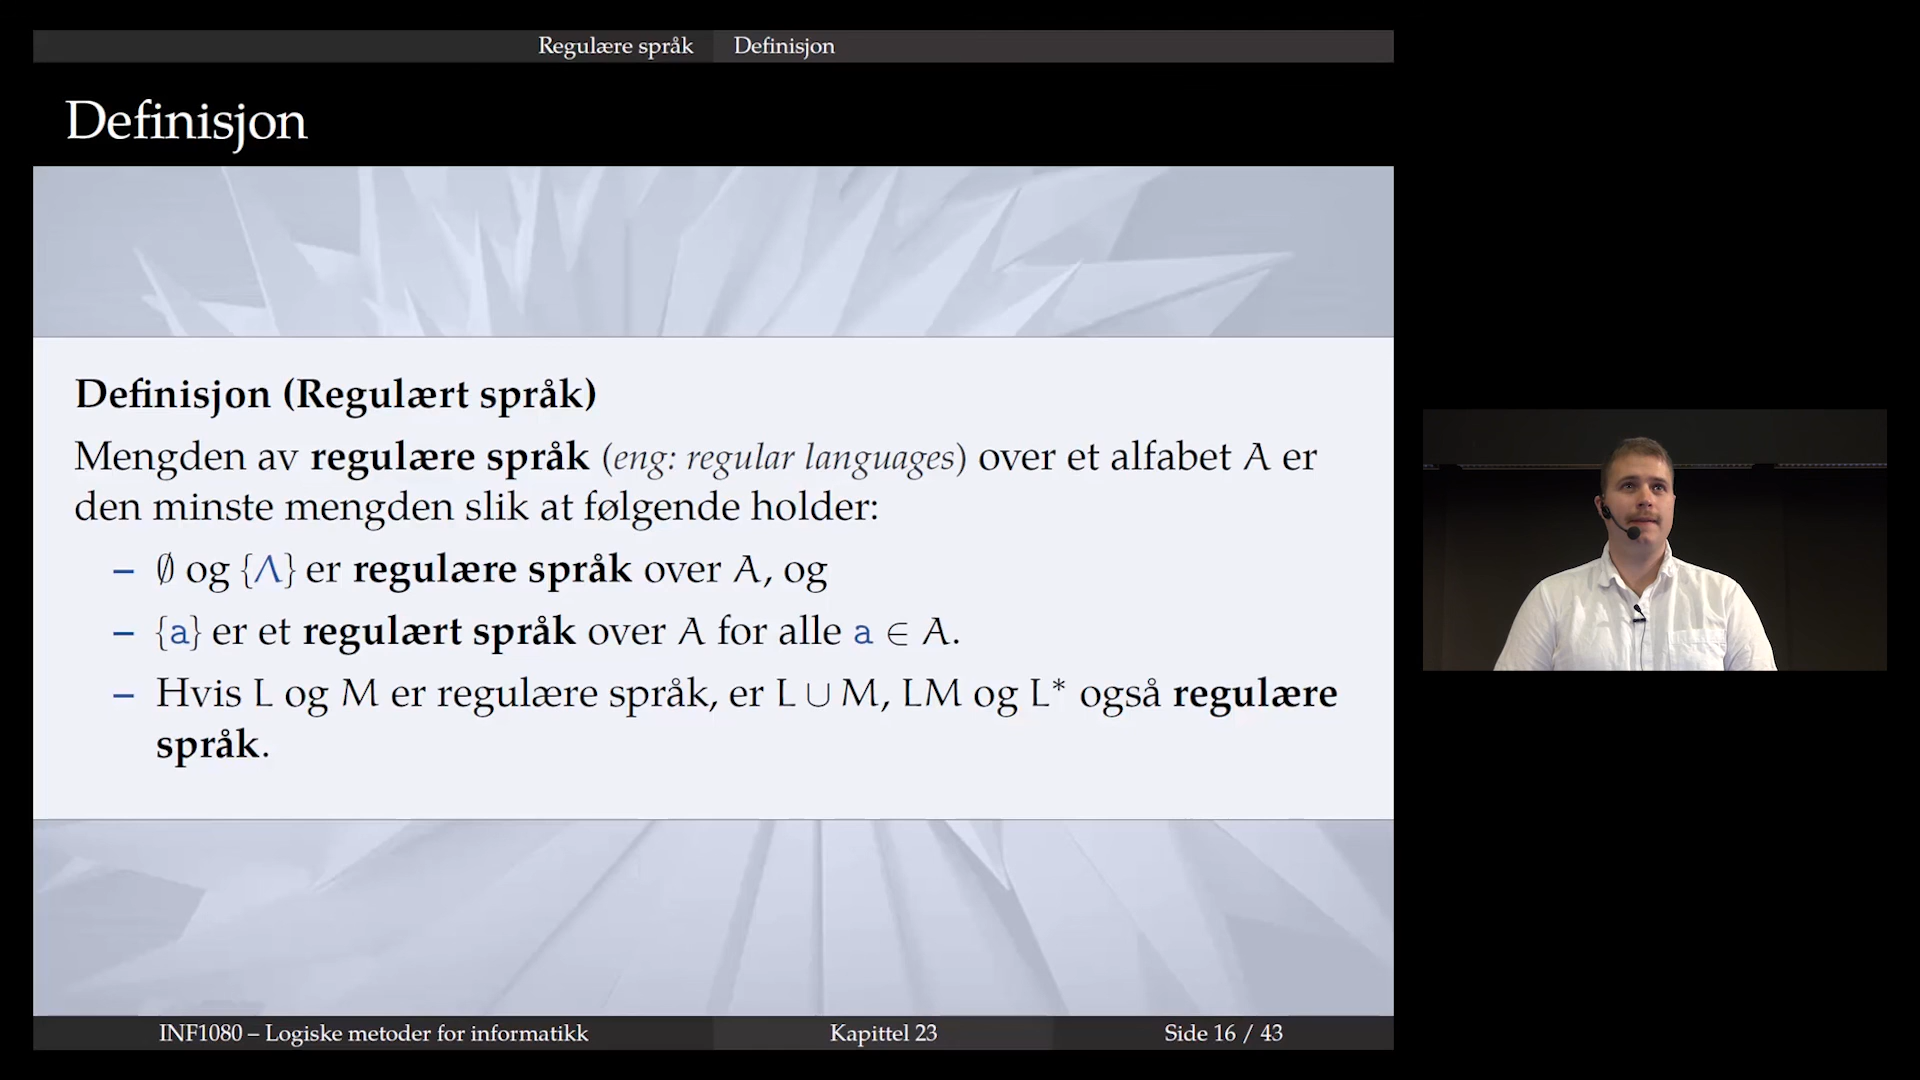 Regulære språk Definisjon
Definisjon
Definisjon (Regulært språk)
Mengden av regulære språk (eng: regular languages) over et alfabet A er
den minste mengden slik at følgende holder:
– ∅ og {Λ} er regulære språk over A, og
– {a} er et regulært språk over A for alle a ∈ A.
– Hvis L og M er regulære språk, er L ∪ M, LM og L* også regulære
språk.
INF1080 – Logiske metoder for informatikk Kapittel 23 Side 16 / 43